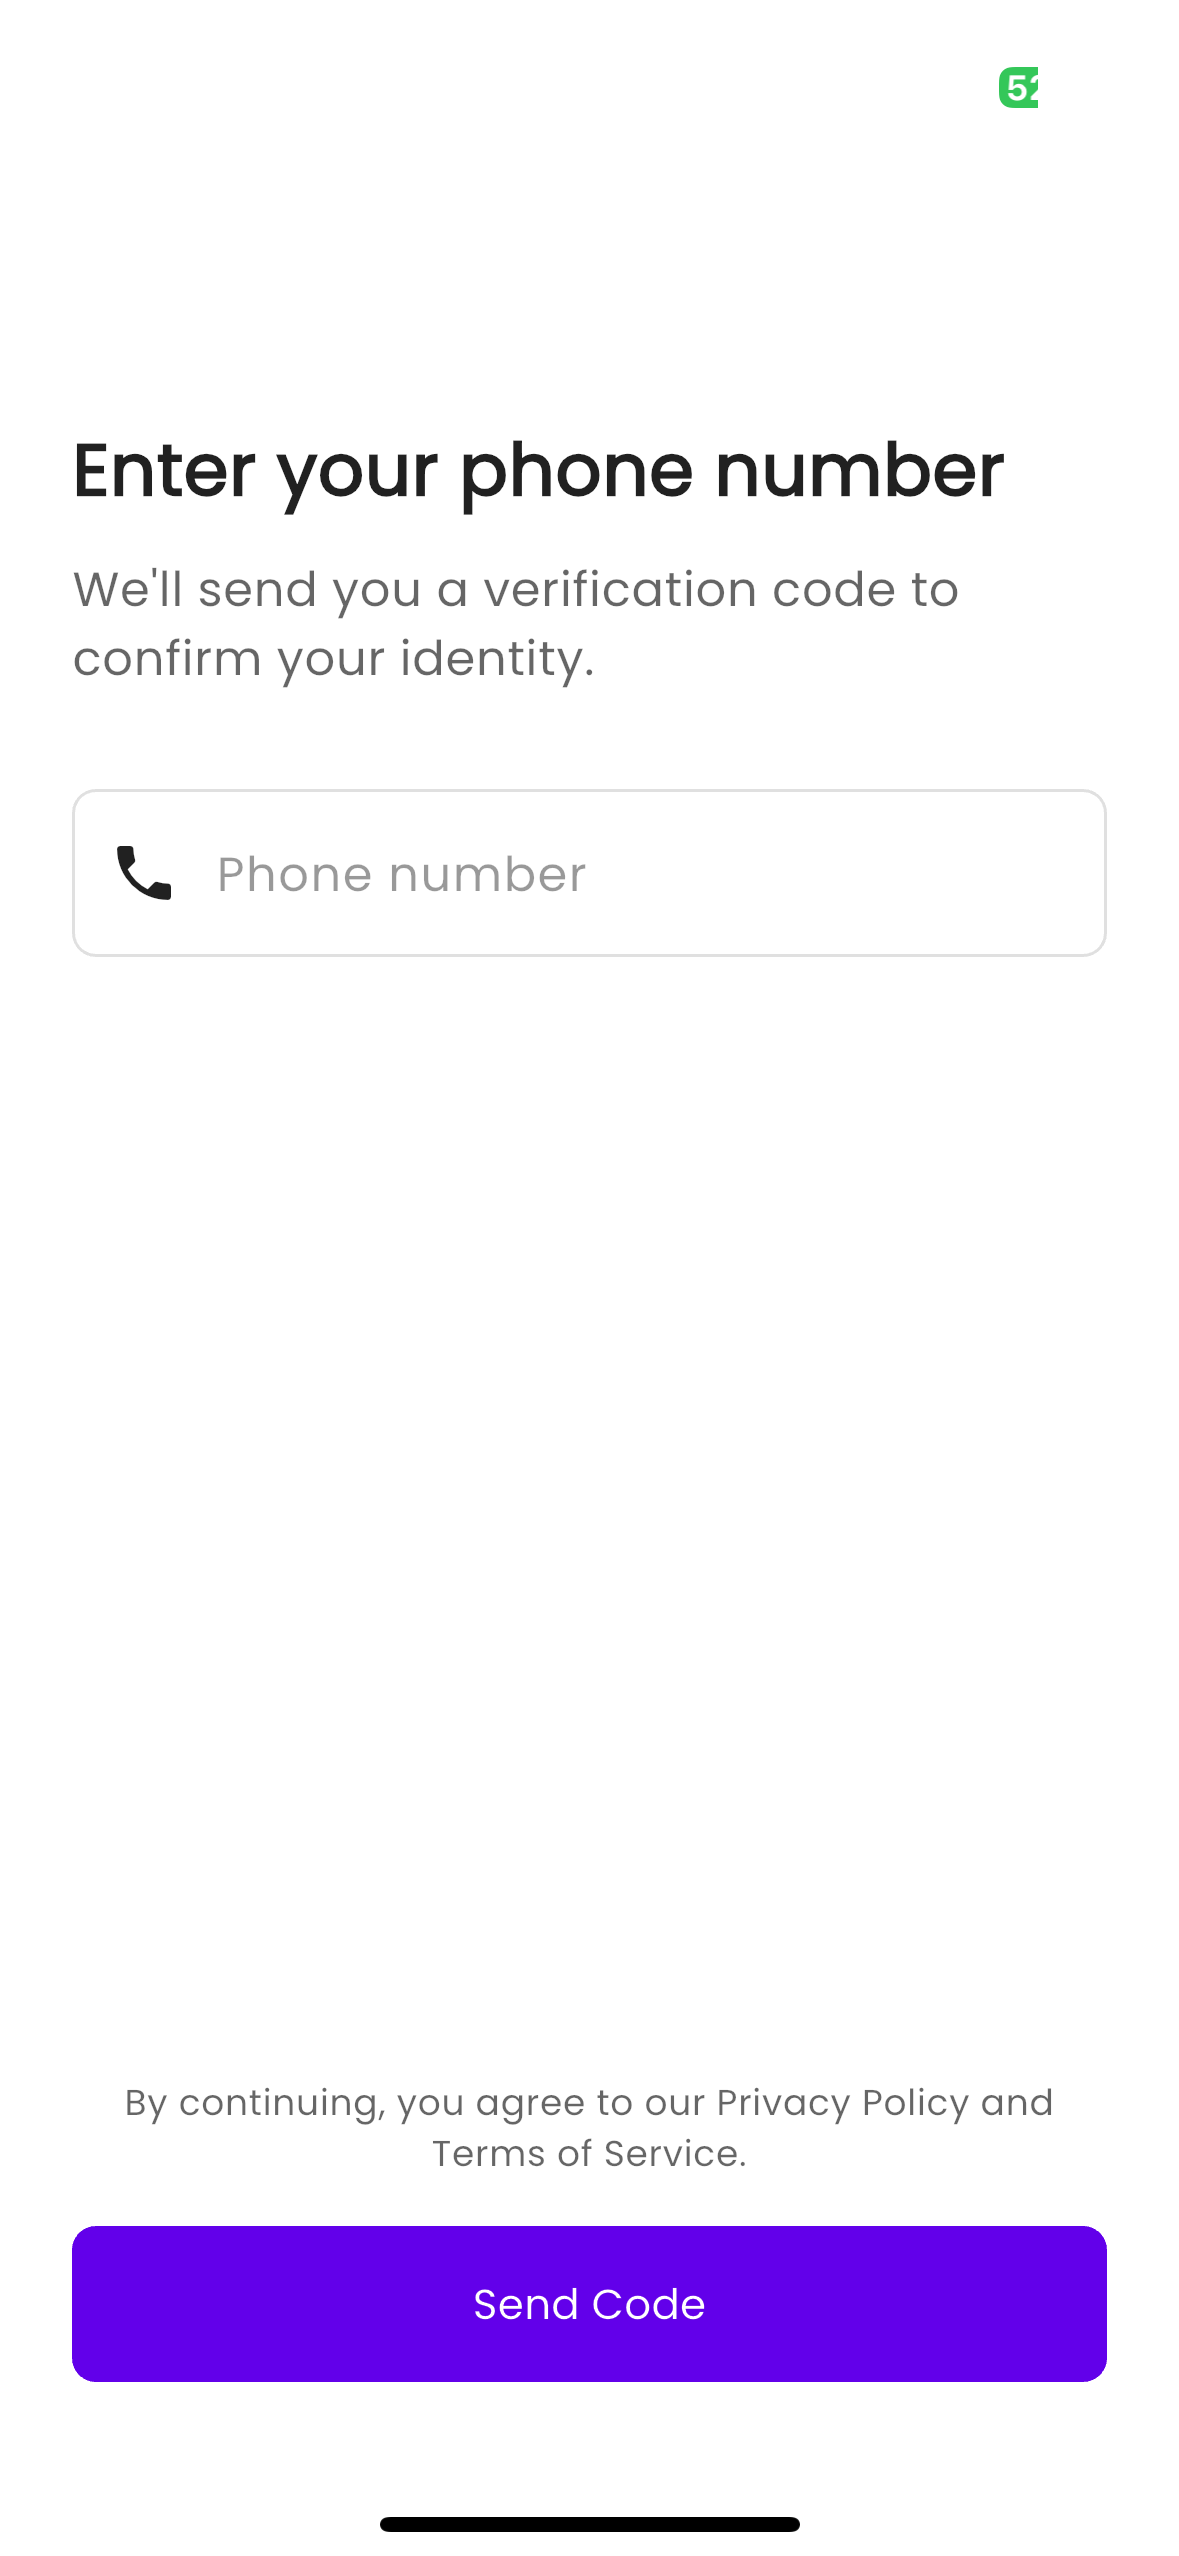 Enter your phone number
We'll send you a verification code to
confirm your identity.
Phone number
By continuing, you agree to our Privacy Policy and
Terms of Service.
Send Code